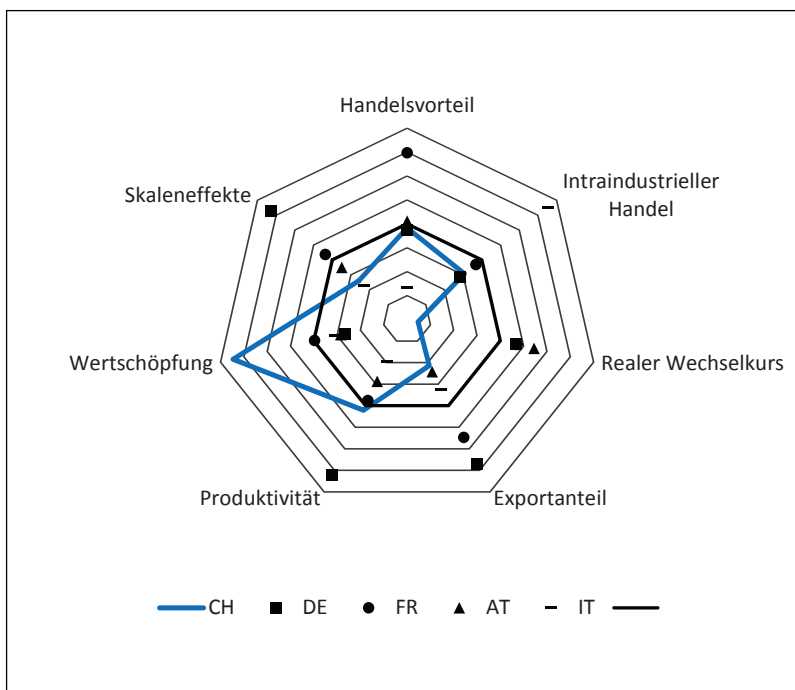 Handelsvorteil
Skaleneffekte
Intraindustrieller
Handel
Wertschöpfung
Realer Wechselkurs
Produktivität
Exportanteil
CH DE FR AT IT